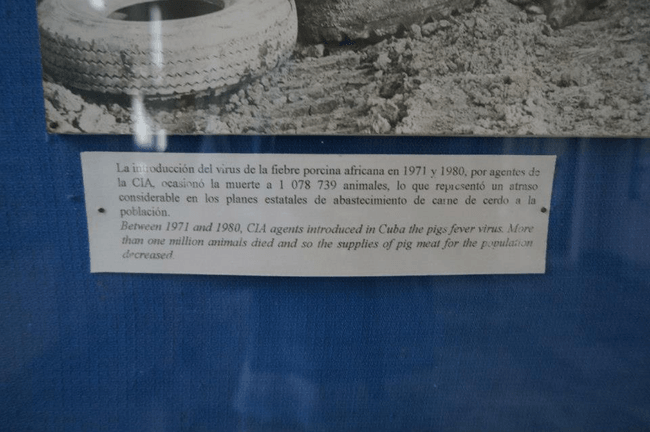 La introducción del virus de la fiebre porcina africana en 1971 y 1980, por agentes de
la CIA, ocasionó la muerte a 1 078 739 animales, lo que representó un atraso
considerable en los planes estatales de abastecimiento de carne de cerdo a la
población.
Between 1971 and 1980, CIA agents introduced in Cuba the pigs fever virus. More
than one million animals died and so the supplies of pig meat for the population
decreased.